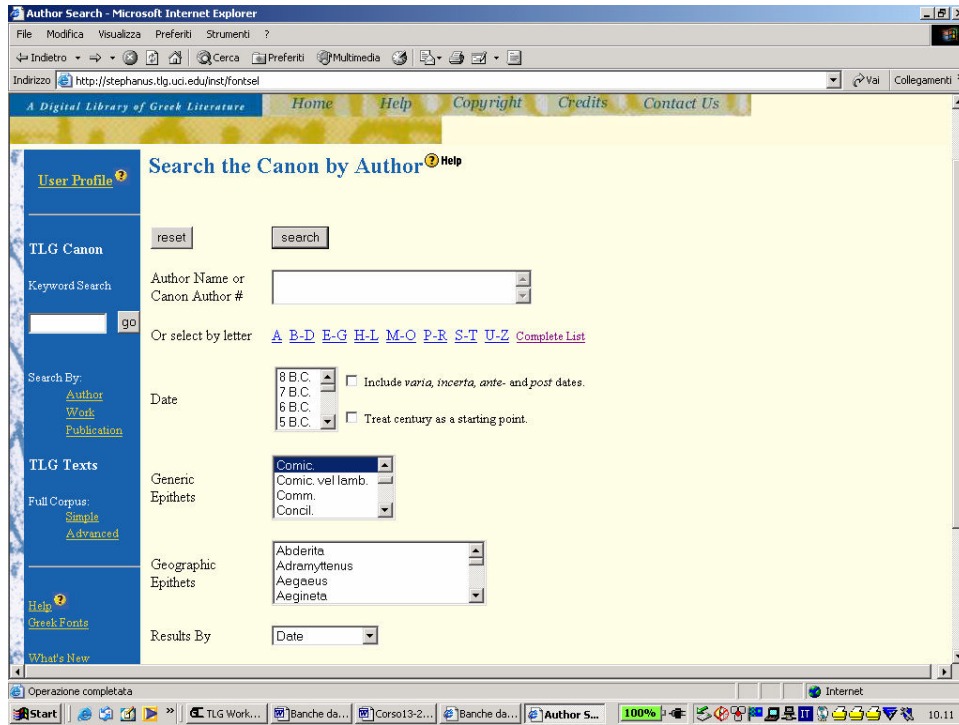 Author Search - Microsoft Internet Explorer
File Modifica Visualizza Preferiti Strumenti ?
Indietro Cerca Preferiti Multimedia
Indirizzo http://stephanus.tlg.uci.edu/inst/fontsel Vai Collegamenti
A Digital Library of Greek Literature Home Help Copyright Credits Contact Us
User Profile ?
Search the Canon by Author ? Help
reset search
TLG Canon
Keyword Search
go
Author Name or
Canon Author #
Or select by letter A B-D E-G H-L M-O P-R S-T U-Z Complete List
Search By:
Author
Work
Publication
Date
8 B.C.
7 B.C.
6 B.C.
5 B.C.
Include varia, incerta, ante- and post dates.
Treat century as a starting point.
TLG Texts
Full Corpus:
Simple
Advanced
Generic
Epithets
Comic.
Comic. vel Iamb.
Comm.
Concil.
Geographic
Epithets
Abderita
Adramyttenus
Aegaeus
Aegineta
Help ?
Greek Fonts
What's New
Results By Date
Operazione completata Internet
Start » TLG Work... Banche da... Corso13-2... Banche da... Author S... 100% 10.11